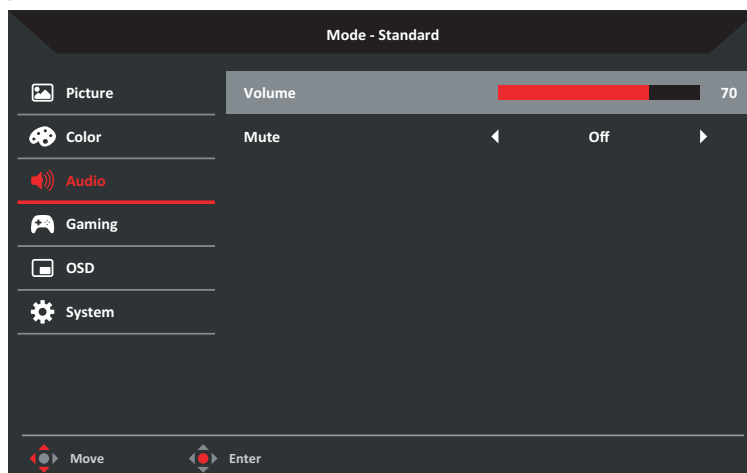 Mode - Standard
Picture
Volume 70
Color
Mute Off
Audio
Gaming
OSD
System
Move Enter